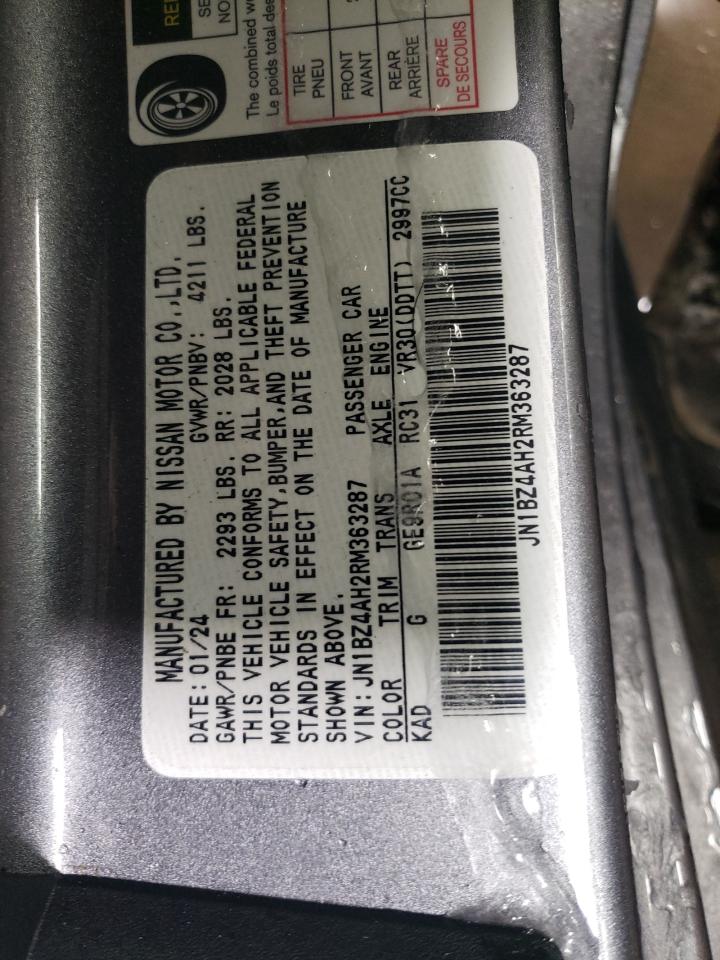 RE
SE
NO
The combined w
Le poids total de
TIRE
PNEU
FRONT
AVANT
REAR
ARRIÈRE
SPARE
DE SECOURS
MANUFACTURED BY NISSAN MOTOR CO.,LTD.
DATE: 01/24 GVWR/PNBV: 4211 LBS.
GAWR/PNBE FR: 2293 LBS. RR: 2028 LBS.
THIS VEHICLE CONFORMS TO ALL APPLICABLE FEDERAL
MOTOR VEHICLE SAFETY,BUMPER,AND THEFT PREVENTION
STANDARDS IN EFFECT ON THE DATE OF MANUFACTURE
SHOWN ABOVE.
VIN: JN1BZ4AH2RM363287 PASSENGER CAR
COLOR TRIM TRANS AXLE ENGINE
KAD G GE9R01A RC31 VR30(DDTT) 2997CC
JN1BZ4AH2RM363287